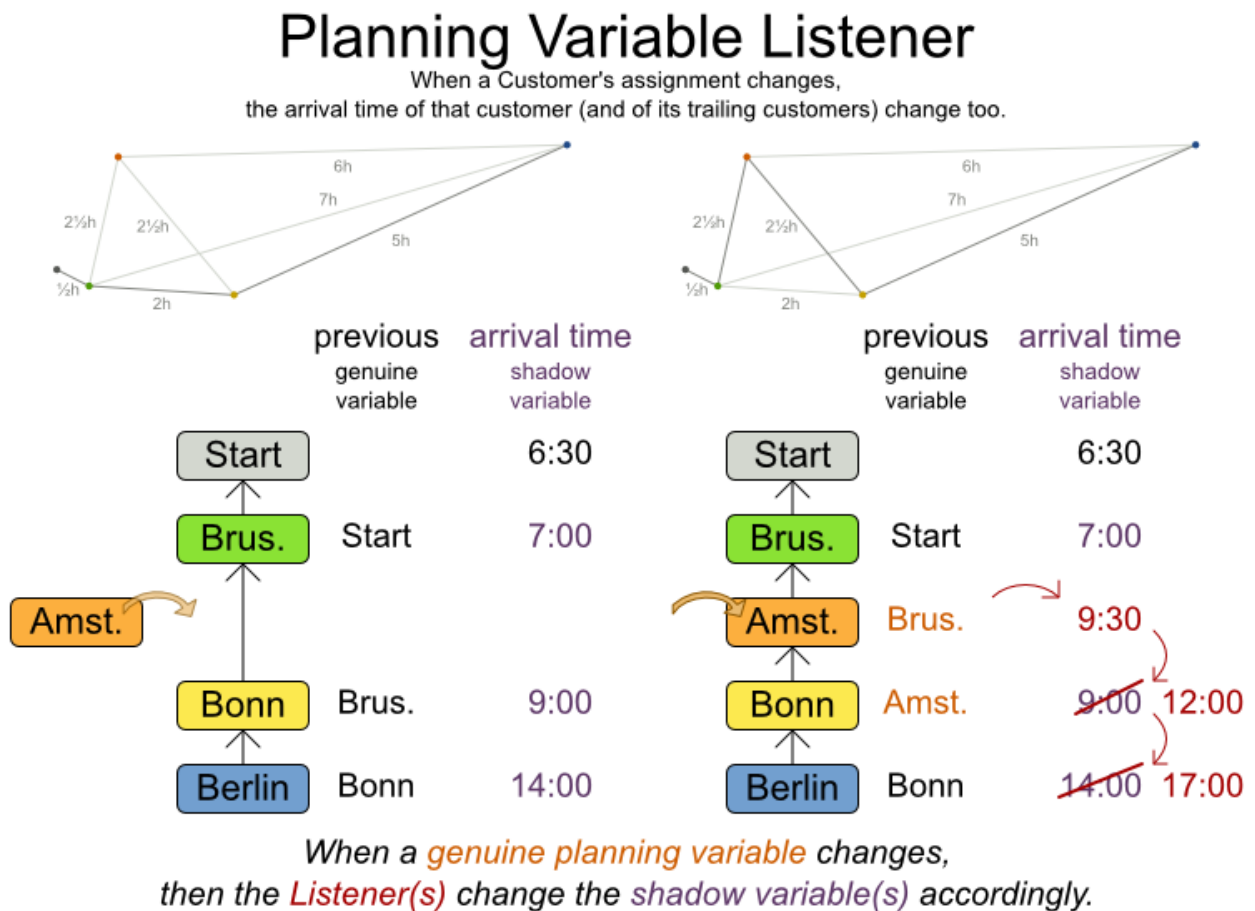 Planning Variable Listener
When a Customer's assignment changes,
the arrival time of that customer (and of its trailing customers) change too.
6h
7h
2½h
2½h
5h
½h
2h
6h
7h
2½h
2½h
5h
½h
2h
previous arrival time
genuine shadow
variable variable
previous arrival time
genuine shadow
variable variable
Start 6:30
Brus. Start 7:00
Amst.
Bonn Brus. 9:00
Berlin Bonn 14:00
Start 6:30
Brus. Start 7:00
Amst. Brus. 9:30
Bonn Amst. 9:00 12:00
Berlin Bonn 14:00 17:00
When a genuine planning variable changes,
then the Listener(s) change the shadow variable(s) accordingly.